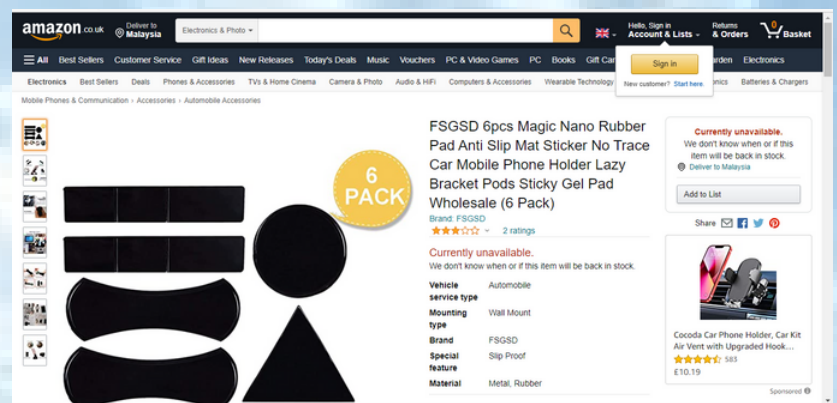 amazon.co.uk
Deliver to
Malaysia
Electronics & Photo
Hello, Sign in
Account & Lists
Returns
& Orders
Basket
All Best Sellers Customer Service Gift Ideas New Releases Today's Deals Music Vouchers PC & Video Games PC Books Gift Car arden Electronics
Sign in
New customer? Start here.
Electronics Best Sellers Deals Phones & Accessories TVs & Home Cinema Camera & Photo Audio & HiFi Computers & Accessories Wearable Technology onics Batteries & Chargers
Mobile Phones & Communication › Accessories › Automobile Accessories
6
PACK
FSGSD 6pcs Magic Nano Rubber
Pad Anti Slip Mat Sticker No Trace
Car Mobile Phone Holder Lazy
Bracket Pods Sticky Gel Pad
Wholesale (6 Pack)
Brand: FSGSD
2 ratings
Currently unavailable.
We don't know when or if this item will be back in stock.
Vehicle service type Automobile
Mounting type Wall Mount
Brand FSGSD
Special feature Slip Proof
Material Metal, Rubber
Currently unavailable.
We don't know when or if this
item will be back in stock.
Deliver to Malaysia
Add to List
Share
Cocoda Car Phone Holder, Car Kit
Air Vent with Upgraded Hook...
583
£10.19
Sponsored